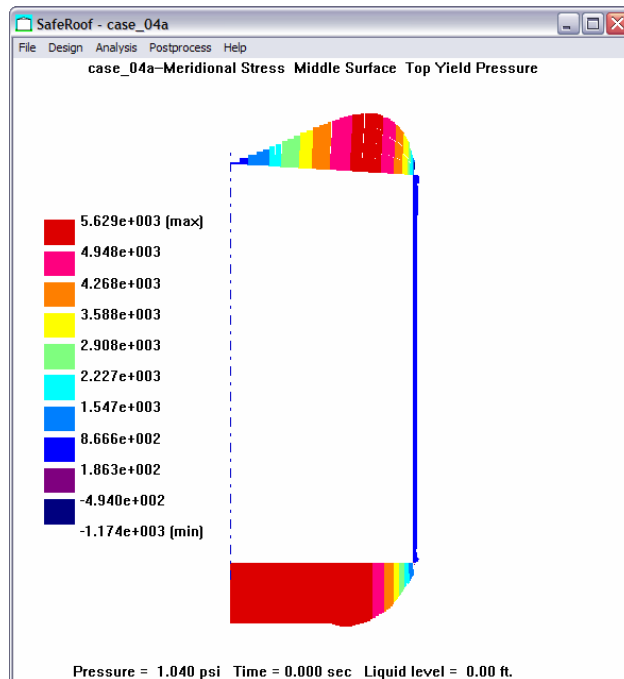 SafeRoof - case_04a
File Design Analysis Postprocess Help
case_04a-Meridional Stress Middle Surface Top Yield Pressure
5.629e+003 (max)
4.948e+003
4.268e+003
3.588e+003
2.908e+003
2.227e+003
1.547e+003
8.666e+002
1.863e+002
-4.940e+002
-1.174e+003 (min)
Pressure = 1.040 psi Time = 0.000 sec Liquid level = 0.00 ft.